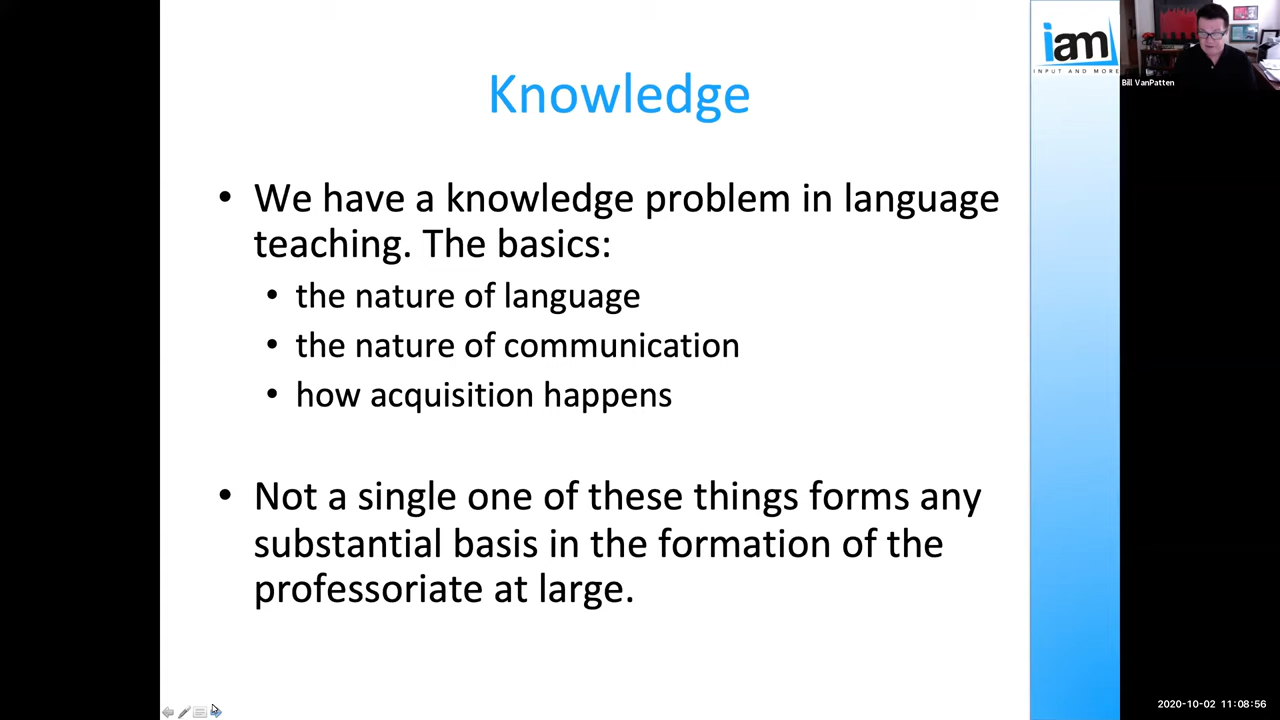 Knowledge
• We have a knowledge problem in language
teaching. The basics:
• the nature of language
• the nature of communication
• how acquisition happens
• Not a single one of these things forms any
substantial basis in the formation of the
professoriate at large.
iam
INPUT AND MORE
Bill VanPatten
2020-10-02 11:08:56